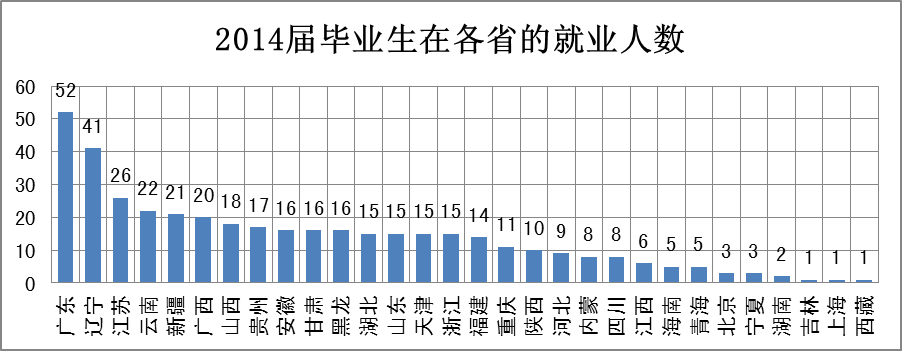 2014届毕业生在各省的就业人数
60
50
40
30
20
10
0
52
41
26
22
21
20
18
17
16
16
16
15
15
15
15
14
11
10
9
8
8
6
5
5
3
3
2
1
1
1
广东
辽宁
江苏
云南
新疆
广西
山西
贵州
安徽
甘肃
黑龙
湖北
山东
天津
浙江
福建
重庆
陕西
河北
内蒙
四川
江西
海南
青海
北京
宁夏
湖南
吉林
上海
西藏